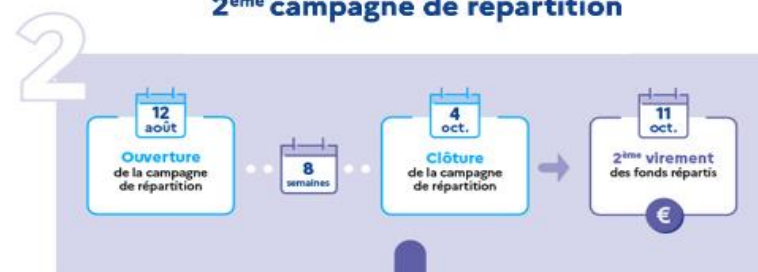 2ème campagne de répartition
2
12
août
Ouverture
de la campagne
de répartition
8
semaines
4
oct.
Clôture
de la campagne
de répartition
11
oct.
2ème virement
des fonds répartis
€